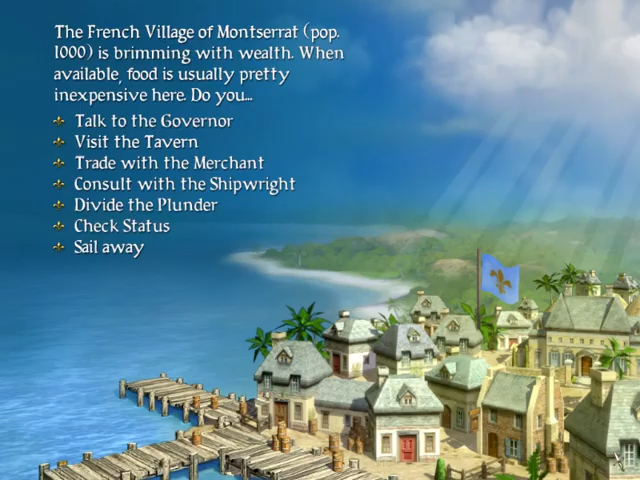 The French Village of Montserrat (pop.
1000) is brimming with wealth. When
available, food is usually pretty
inexpensive here. Do you...
Talk to the Governor
Visit the Tavern
Trade with the Merchant
Consult with the Shipwright
Divide the Plunder
Check Status
Sail away